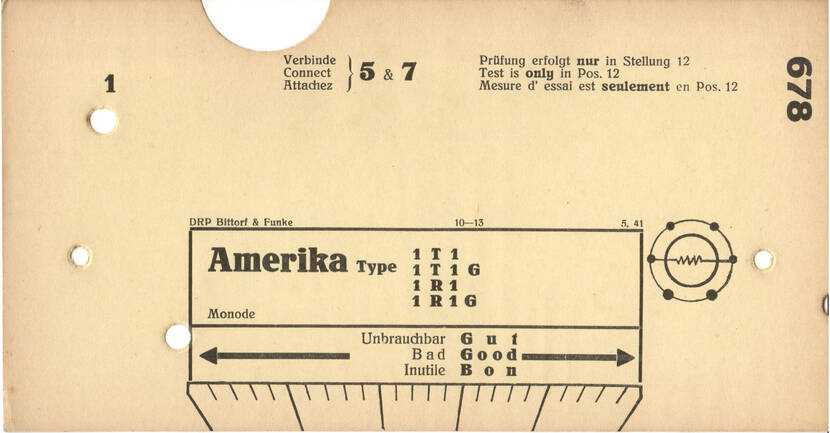 1
Verbinde
Connect
Attachez
5 & 7
Prüfung erfolgt nur in Stellung 12
Test is only in Pos. 12
Mesure d' essai est seulement en Pos. 12
678
DRP Bittorf & Funke 10—13 5. 41
Amerika Type
1 T 1
1 T 1 G
1 R 1
1 R 1 G
Monode
Unbrauchbar Gut
Bad Good
Inutile Bon